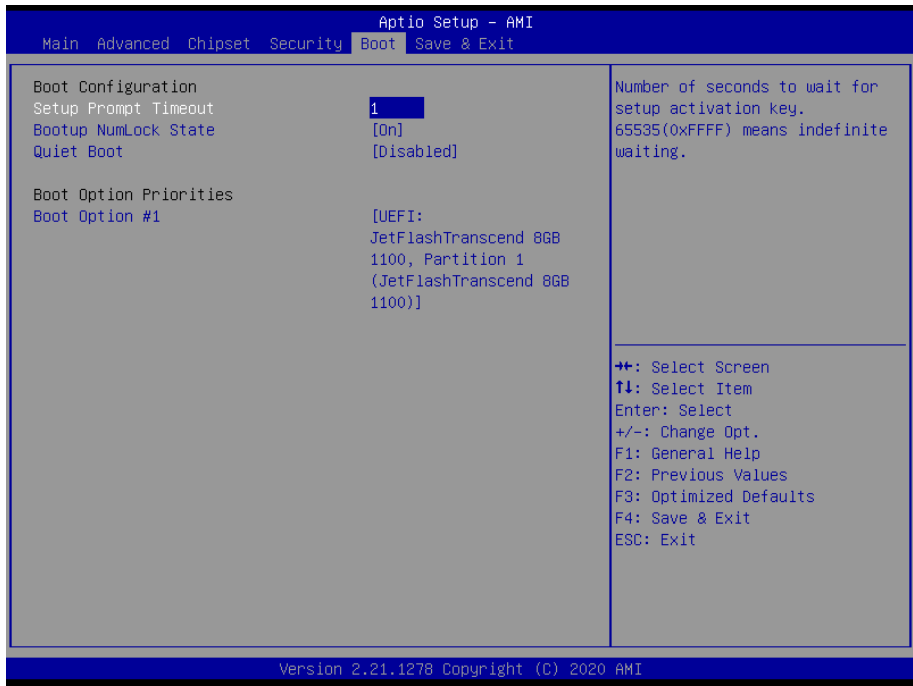 Aptio Setup – AMI
Main Advanced Chipset Security Boot Save & Exit
Boot Configuration
Setup Prompt Timeout 1
Bootup NumLock State [On]
Quiet Boot [Disabled]
Boot Option Priorities
Boot Option #1 [UEFI:
JetFlashTranscend 8GB
1100, Partition 1
(JetFlashTranscend 8GB
1100)]
Number of seconds to wait for
setup activation key.
65535(0xFFFF) means indefinite
waiting.
→←: Select Screen
↑↓: Select Item
Enter: Select
+/-: Change Opt.
F1: General Help
F2: Previous Values
F3: Optimized Defaults
F4: Save & Exit
ESC: Exit
Version 2.21.1278 Copyright (C) 2020 AMI